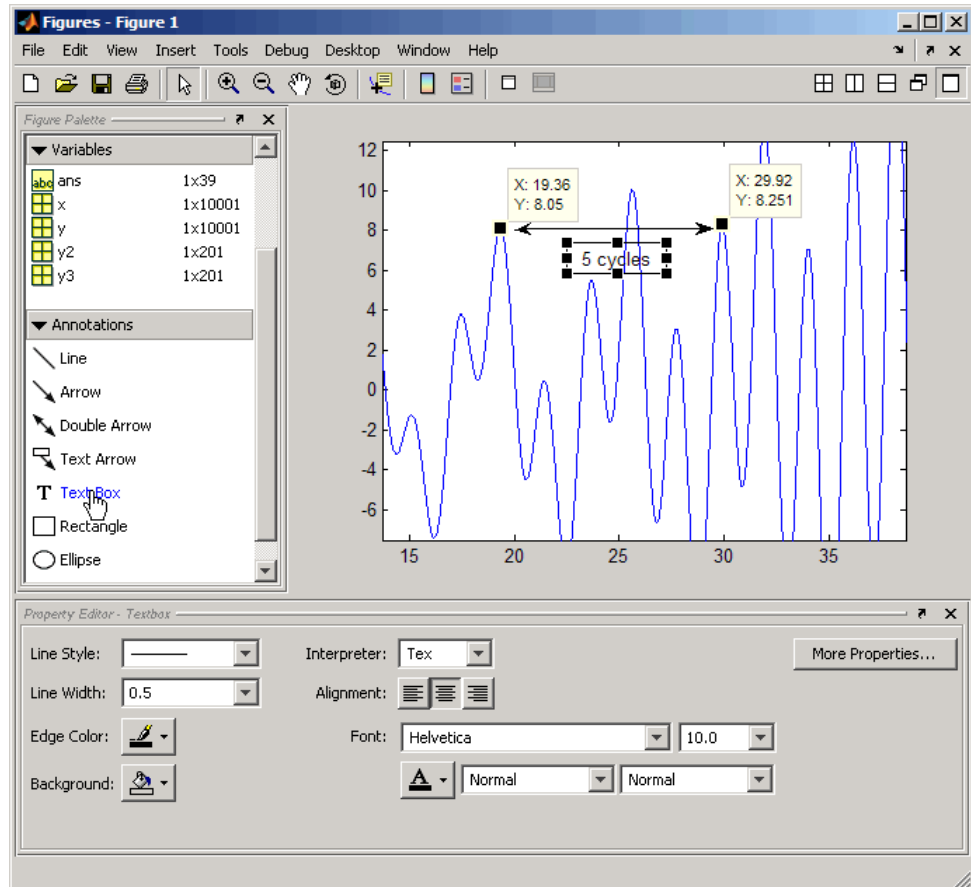 Figures - Figure 1
File Edit View Insert Tools Debug Desktop Window Help
Figure Palette
Variables
abc ans 1x39
x 1x10001
y 1x10001
y2 1x201
y3 1x201
Annotations
Line
Arrow
Double Arrow
Text Arrow
T Text Box
Rectangle
Ellipse
12
10
8
6
4
2
0
-2
-4
-6
15 20 25 30 35
X: 19.36
Y: 8.05
X: 29.92
Y: 8.251
5 cycles
Property Editor - Textbox
Line Style: Interpreter: Tex More Properties...
Line Width: 0.5 Alignment:
Edge Color: Font: Helvetica 10.0
Background: A Normal Normal